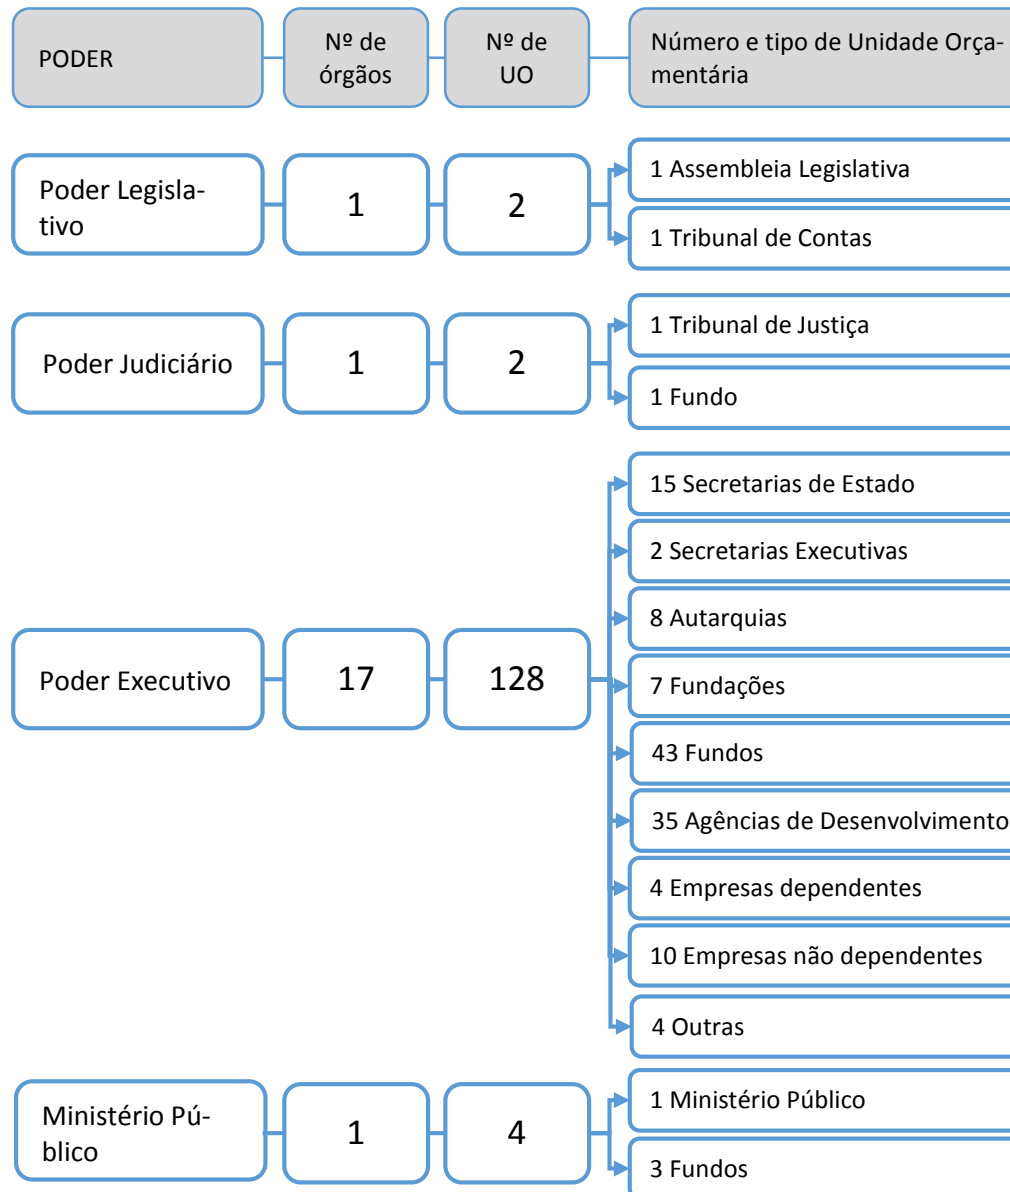 PODER
Nº de
órgãos
Nº de
UO
Número e tipo de Unidade Orça-
mentária
Poder Legisla-
tivo
1
2
1 Assembleia Legislativa
1 Tribunal de Contas
Poder Judiciário
1
2
1 Tribunal de Justiça
1 Fundo
Poder Executivo
17
128
15 Secretarias de Estado
2 Secretarias Executivas
8 Autarquias
7 Fundações
43 Fundos
35 Agências de Desenvolvimento
4 Empresas dependentes
10 Empresas não dependentes
4 Outras
Ministério Pú-
blico
1
4
1 Ministério Público
3 Fundos